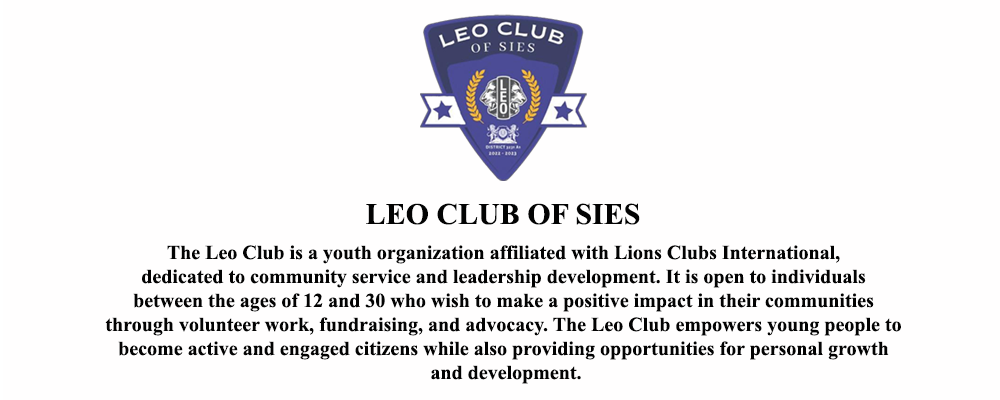 LEO CLUB
OF SIES
LEO
2022 - 2023
LEO CLUB OF SIES
The Leo Club is a youth organization affiliated with Lions Clubs International,
dedicated to community service and leadership development. It is open to individuals
between the ages of 12 and 30 who wish to make a positive impact in their communities
through volunteer work, fundraising, and advocacy. The Leo Club empowers young people to
become active and engaged citizens while also providing opportunities for personal growth
and development.